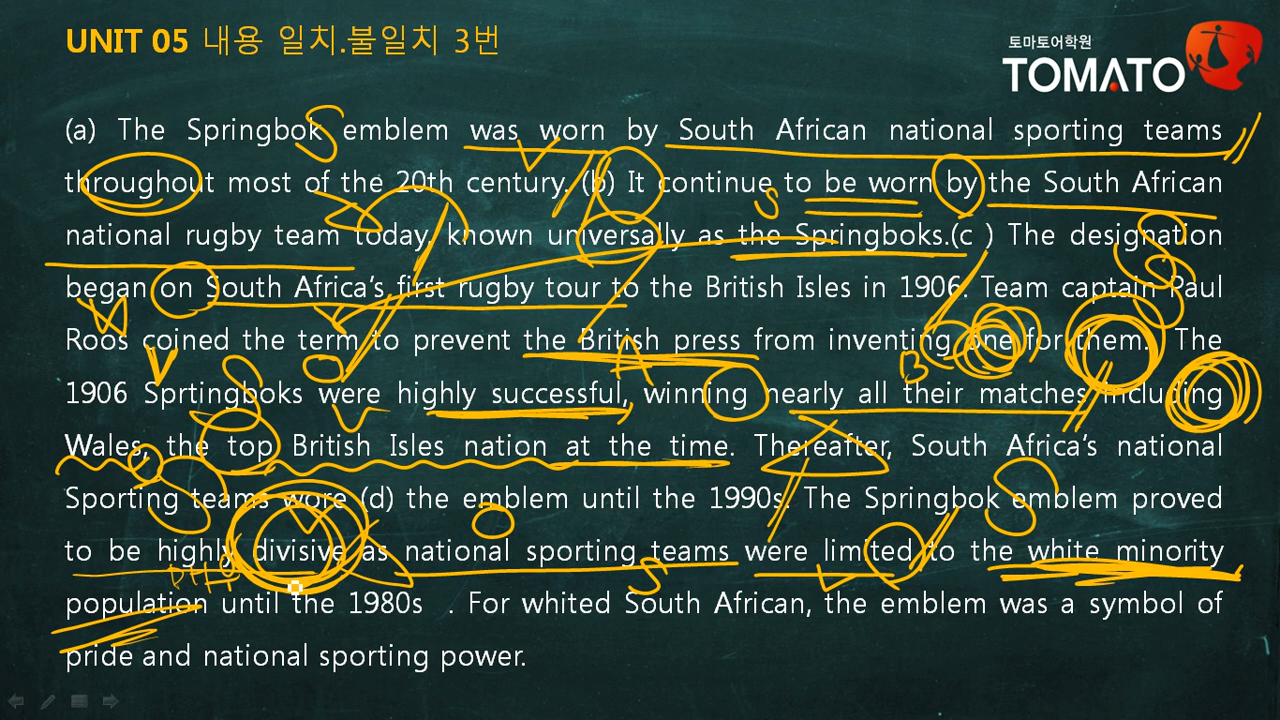 UNIT 05 내용 일치.불일치 3번
토마토어학원
TOMATO
(a) The Springbok emblem was worn by South African national sporting teams
throughout most of the 20th century. (b) It continue to be worn by the South African
national rugby team today, known universally as the Springboks.(c ) The designation
began on South Africa's first rugby tour to the British Isles in 1906. Team captain Paul
Roos coined the term to prevent the British press from inventing one for them. The
1906 Sprtingboks were highly successful, winning nearly all their matches including
Wales, the top British Isles nation at the time. Thereafter, South Africa's national
Sporting teams wore (d) the emblem until the 1990s. The Springbok emblem proved
to be highly divisive as national sporting teams were limited to the white minority
population until the 1980s . For whited South African, the emblem was a symbol of
pride and national sporting power.